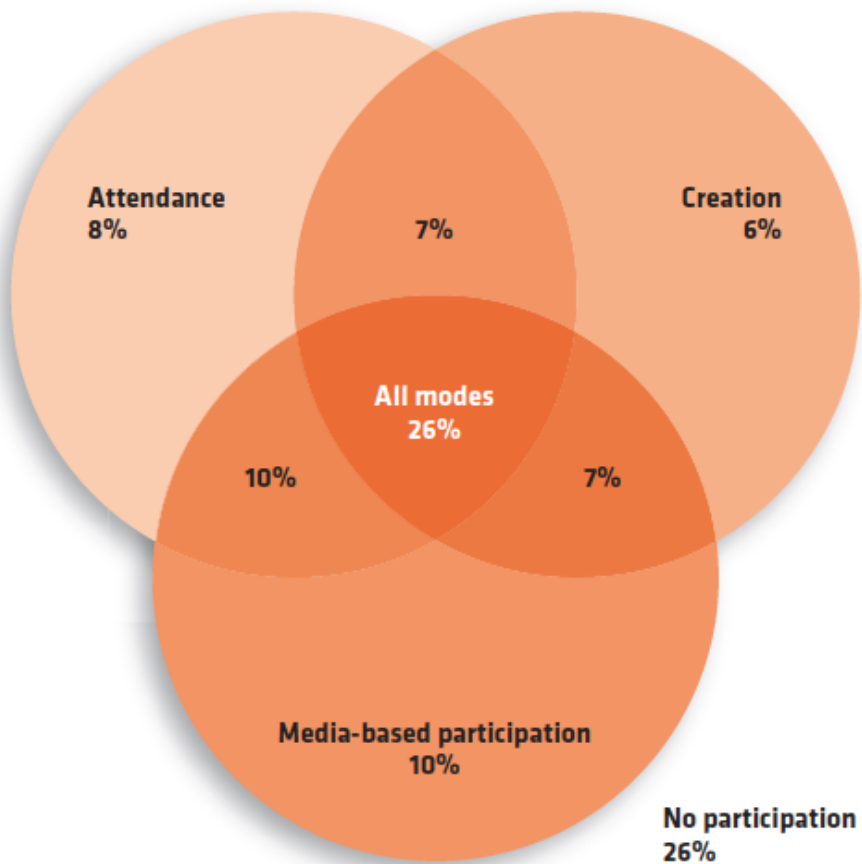 Attendance
8%
7%
Creation
6%
All modes
26%
10%
7%
Media-based participation
10%
No participation
26%